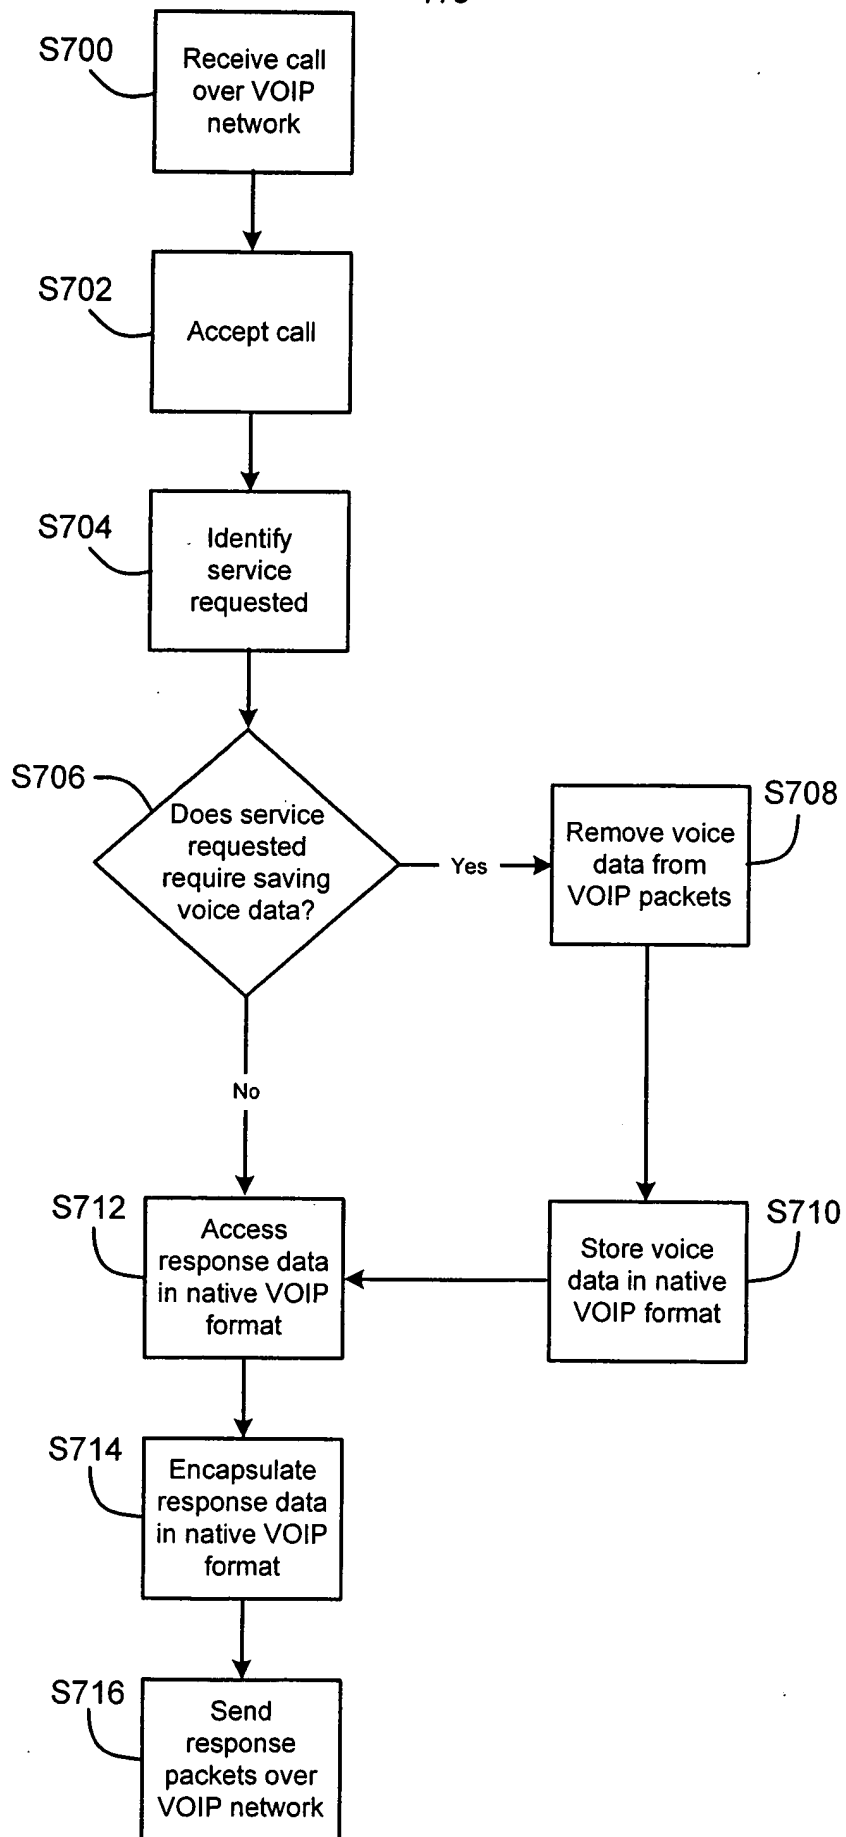 S700
Receive call
over VOIP
network
S702
Accept call
S704
Identify
service
requested
S706
Does service
requested
require saving
voice data?
Yes
S708
Remove voice
data from
VOIP packets
No
S712
Access
response data
in native VOIP
format
S710
Store voice
data in native
VOIP format
S714
Encapsulate
response data
in native VOIP
format
S716
Send
response
packets over
VOIP network